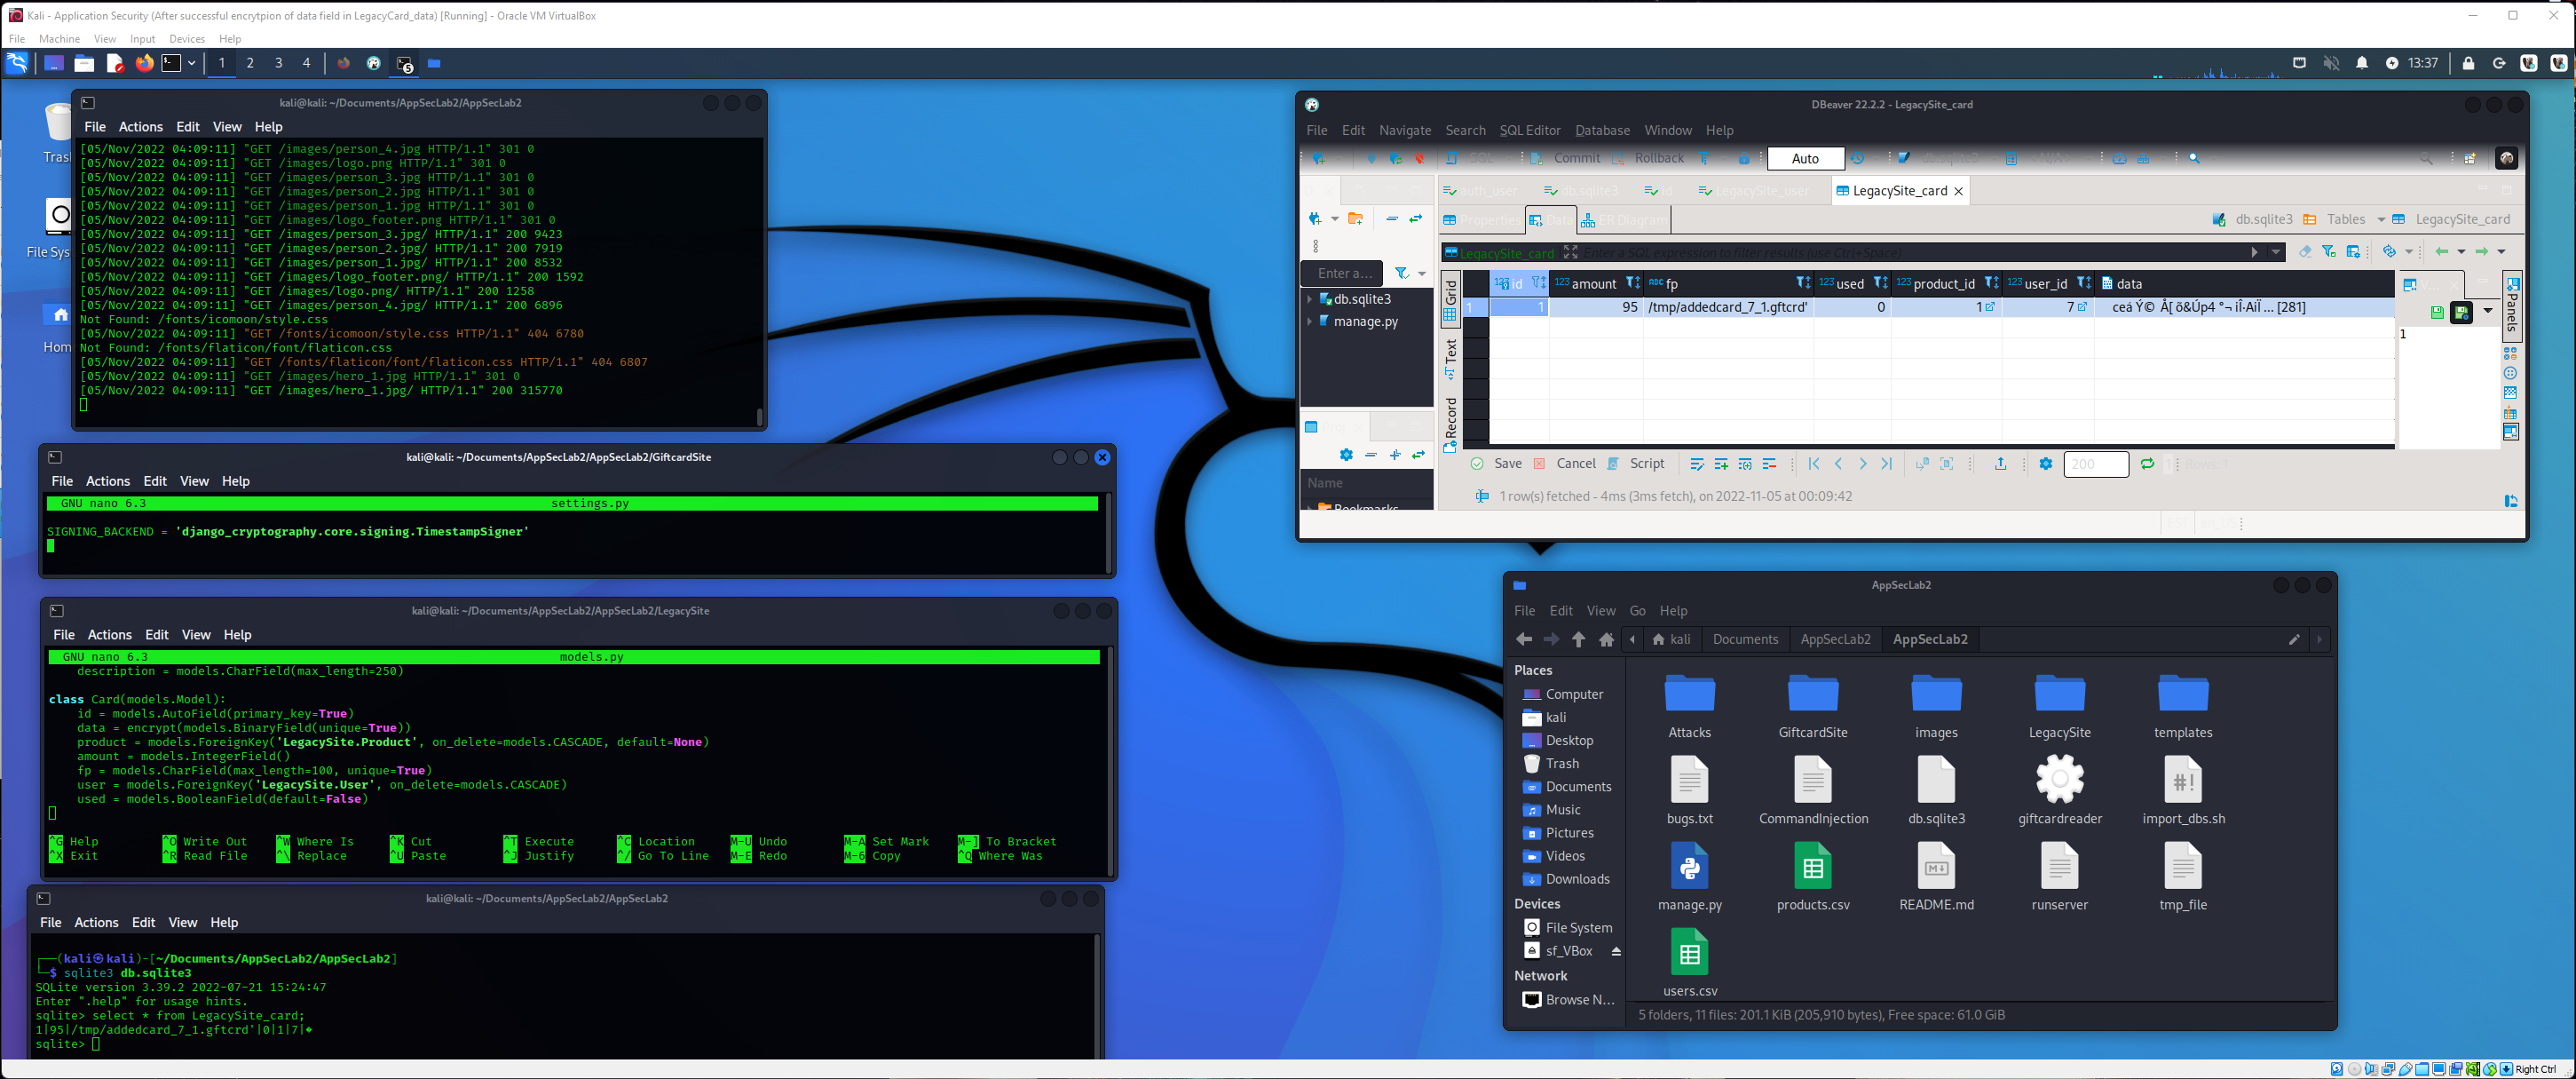 Kali - Application Security (After successful encrytpion of data field in LegacyCard_data) [Running] - Oracle VM VirtualBox
File Machine View Input Devices Help
1 2 3 4 5 13:37
kali@kali: ~/Documents/AppSecLab2/AppSecLab2
File Actions Edit View Help
[05/Nov/2022 04:09:11] "GET /images/person_4.jpg HTTP/1.1" 301 0
[05/Nov/2022 04:09:11] "GET /images/logo.png HTTP/1.1" 301 0
[05/Nov/2022 04:09:11] "GET /images/person_3.jpg HTTP/1.1" 301 0
[05/Nov/2022 04:09:11] "GET /images/person_2.jpg HTTP/1.1" 301 0
[05/Nov/2022 04:09:11] "GET /images/person_1.jpg HTTP/1.1" 301 0
[05/Nov/2022 04:09:11] "GET /images/logo_footer.png HTTP/1.1" 301 0
[05/Nov/2022 04:09:11] "GET /images/person_3.jpg/ HTTP/1.1" 200 9423
[05/Nov/2022 04:09:11] "GET /images/person_2.jpg/ HTTP/1.1" 200 7919
[05/Nov/2022 04:09:11] "GET /images/person_1.jpg/ HTTP/1.1" 200 8532
[05/Nov/2022 04:09:11] "GET /images/logo_footer.png/ HTTP/1.1" 200 1592
[05/Nov/2022 04:09:11] "GET /images/logo.png/ HTTP/1.1" 200 1258
[05/Nov/2022 04:09:11] "GET /images/person_4.jpg/ HTTP/1.1" 200 6896
Not Found: /fonts/icomoon/style.css
[05/Nov/2022 04:09:11] "GET /fonts/icomoon/style.css HTTP/1.1" 404 6780
Not Found: /fonts/flaticon/font/flaticon.css
[05/Nov/2022 04:09:11] "GET /fonts/flaticon/font/flaticon.css HTTP/1.1" 404 6807
[05/Nov/2022 04:09:11] "GET /images/hero_1.jpg HTTP/1.1" 301 0
[05/Nov/2022 04:09:11] "GET /images/hero_1.jpg/ HTTP/1.1" 200 315770
Tras
File Sys
Hom
kali@kali: ~/Documents/AppSecLab2/AppSecLab2/GiftcardSite
File Actions Edit View Help
GNU nano 6.3 settings.py
SIGNING_BACKEND = 'django_cryptography.core.signing.TimestampSigner'
kali@kali: ~/Documents/AppSecLab2/AppSecLab2/LegacySite
File Actions Edit View Help
GNU nano 6.3 models.py
description = models.CharField(max_length=250)
class Card(models.Model):
id = models.AutoField(primary_key=True)
data = encrypt(models.BinaryField(unique=True))
product = models.ForeignKey('LegacySite.Product', on_delete=models.CASCADE, default=None)
amount = models.IntegerField()
fp = models.CharField(max_length=100, unique=True)
user = models.ForeignKey('LegacySite.User', on_delete=models.CASCADE)
used = models.BooleanField(default=False)
^G Help ^O Write Out ^W Where Is ^K Cut ^T Execute ^C Location M-U Undo M-A Set Mark M-] To Bracket
^X Exit ^R Read File ^\ Replace ^U Paste ^J Justify ^/ Go To Line M-E Redo M-6 Copy ^Q Where Was
kali@kali: ~/Documents/AppSecLab2/AppSecLab2
File Actions Edit View Help
(kali㉿kali)-[~/Documents/AppSecLab2/AppSecLab2]
$ sqlite3 db.sqlite3
SQLite version 3.39.2 2022-07-21 15:24:47
Enter ".help" for usage hints.
sqlite> select * from LegacySite_card;
1|95|/tmp/addedcard_7_1.gftcrd'|0|1|7|�
sqlite>
DBeaver 22.2.2 - LegacySite_card
File Edit Navigate Search SQL Editor Database Window Help
SQL Commit Rollback Auto db.sqlite3
auth_user db.sqlite3 LegacySite_user LegacySite_card
Properties Data ER Diagram db.sqlite3 Tables LegacySite_card
LegacySite_card Enter a SQL expression to filter results (use Ctrl+Space)
Enter a...
db.sqlite3
manage.py
Name
Bookmarks
Grid
Text
Record
Panels
id amount fp used product_id user_id data
1 1 95 /tmp/addedcard_7_1.gftcrd' 0 1 7 ceá Ý© Å[ õ&Úp4 °¬ iÍ·AiÏ ... [281]
1
Save Cancel Script 200 1 Rows: 1
1 row(s) fetched - 4ms (3ms fetch), on 2022-11-05 at 00:09:42
EST
AppSecLab2
File Edit View Go Help
kali Documents AppSecLab2 AppSecLab2
Places
Computer
kali
Desktop
Trash
Documents
Music
Pictures
Videos
Downloads
Devices
File System
sf_VBox
Network
Browse N...
Attacks GiftcardSite images LegacySite templates
bugs.txt CommandInjection db.sqlite3 giftcardreader import_dbs.sh
manage.py products.csv README.md runserver tmp_file
users.csv
5 folders, 11 files: 201.1 KiB (205,910 bytes), Free space: 61.0 GiB
Right Ctrl